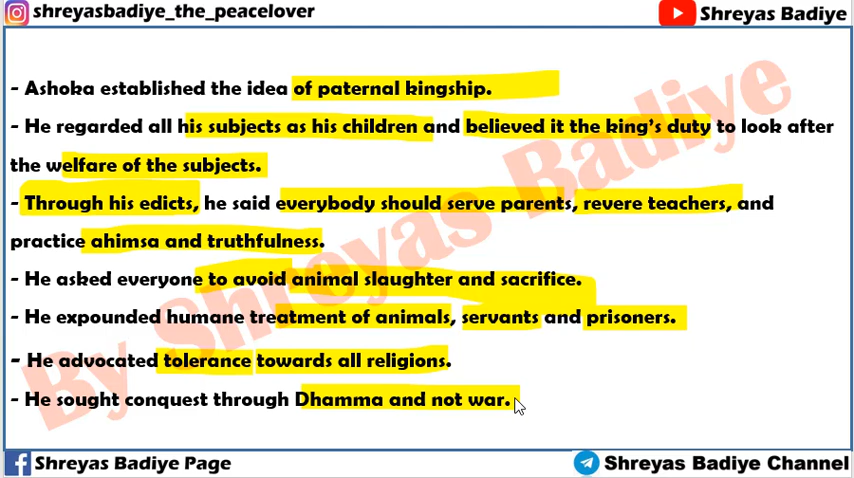 shreyasbadiye_the_peacelover
Shreyas Badiye
- Ashoka established the idea of paternal kingship.
- He regarded all his subjects as his children and believed it the king's duty to look after
the welfare of the subjects.
- Through his edicts, he said everybody should serve parents, revere teachers, and
practice ahimsa and truthfulness.
- He asked everyone to avoid animal slaughter and sacrifice.
- He expounded humane treatment of animals, servants and prisoners.
- He advocated tolerance towards all religions.
- He sought conquest through Dhamma and not war.
By Shreyas Badiye
Shreyas Badiye Page
Shreyas Badiye Channel